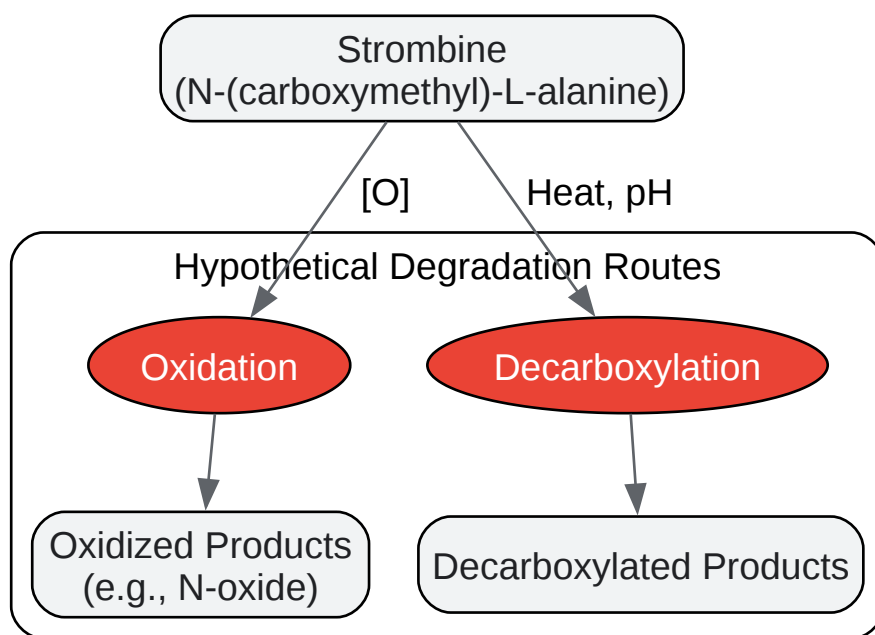 Strombine
(N-(carboxymethyl)-L-alanine)
[O]
Heat, pH
Hypothetical Degradation Routes
Oxidation
Decarboxylation
Oxidized Products
(e.g., N-oxide)
Decarboxylated Products